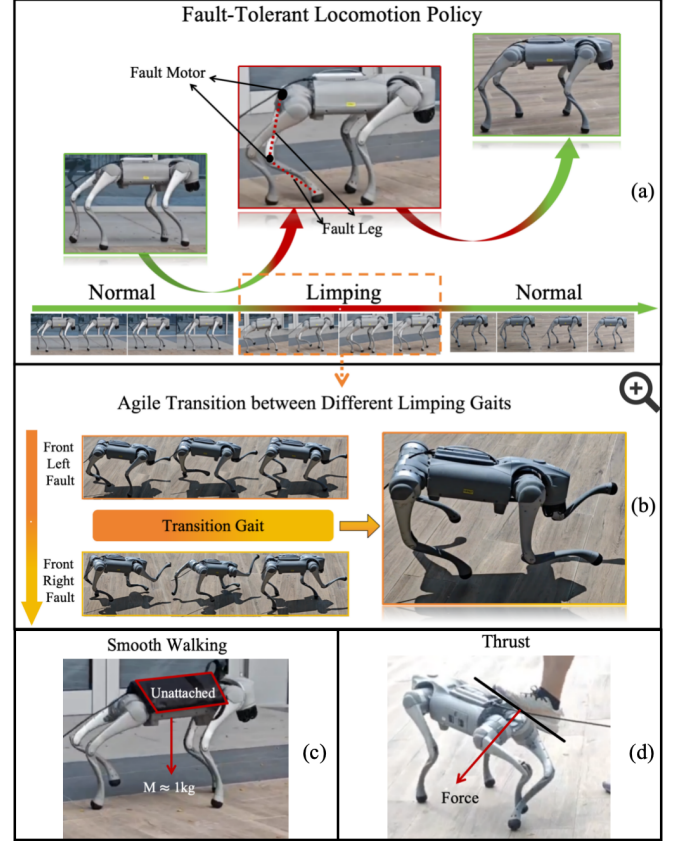 Fault-Tolerant Locomotion Policy
Fault Motor
Fault Leg
(a)
Normal
Limping
Normal
Agile Transition between Different Limping Gaits
Front
Left
Fault
Transition Gait
(b)
Front
Right
Fault
Smooth Walking
Unattached
M ≈ 1kg
(c)
Thrust
Force
(d)